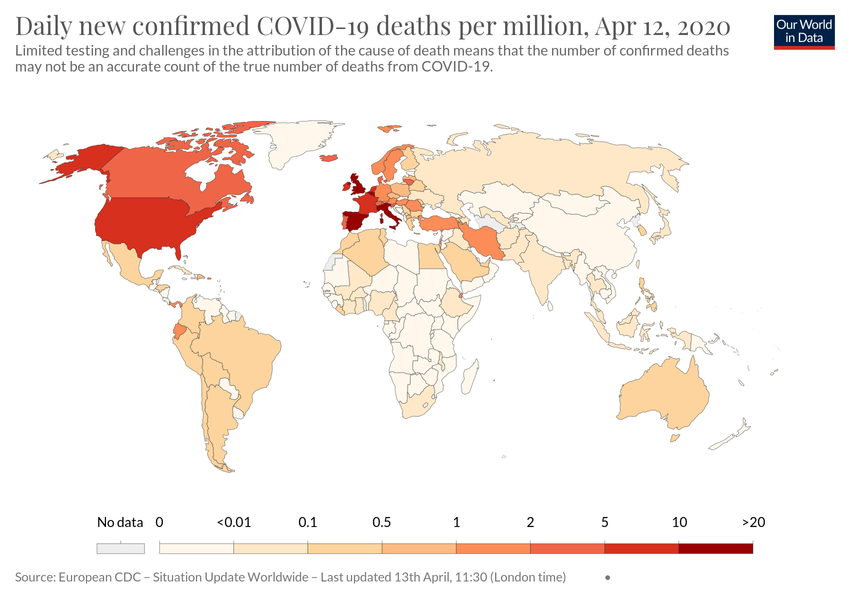 Daily new confirmed COVID-19 deaths per million, Apr 12, 2020
Our World
in Data
Limited testing and challenges in the attribution of the cause of death means that the number of confirmed deaths
may not be an accurate count of the true number of deaths from COVID-19.
No data 0 <0.01 0.1 0.5 1 2 5 10 >20
Source: European CDC – Situation Update Worldwide – Last updated 13th April, 11:30 (London time) •